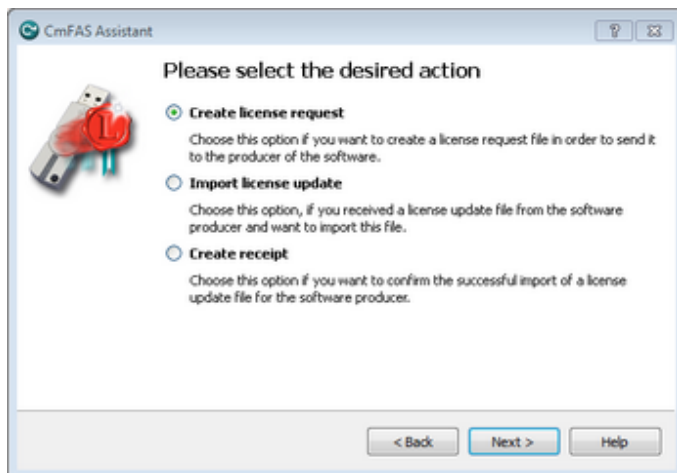 CmFAS Assistant
Please select the desired action
Create license request
Choose this option if you want to create a license request file in order to send it
to the producer of the software.
Import license update
Choose this option, if you received a license update file from the software
producer and want to import this file.
Create receipt
Choose this option if you want to confirm the successful import of a license
update file for the software producer.
< Back Next > Help